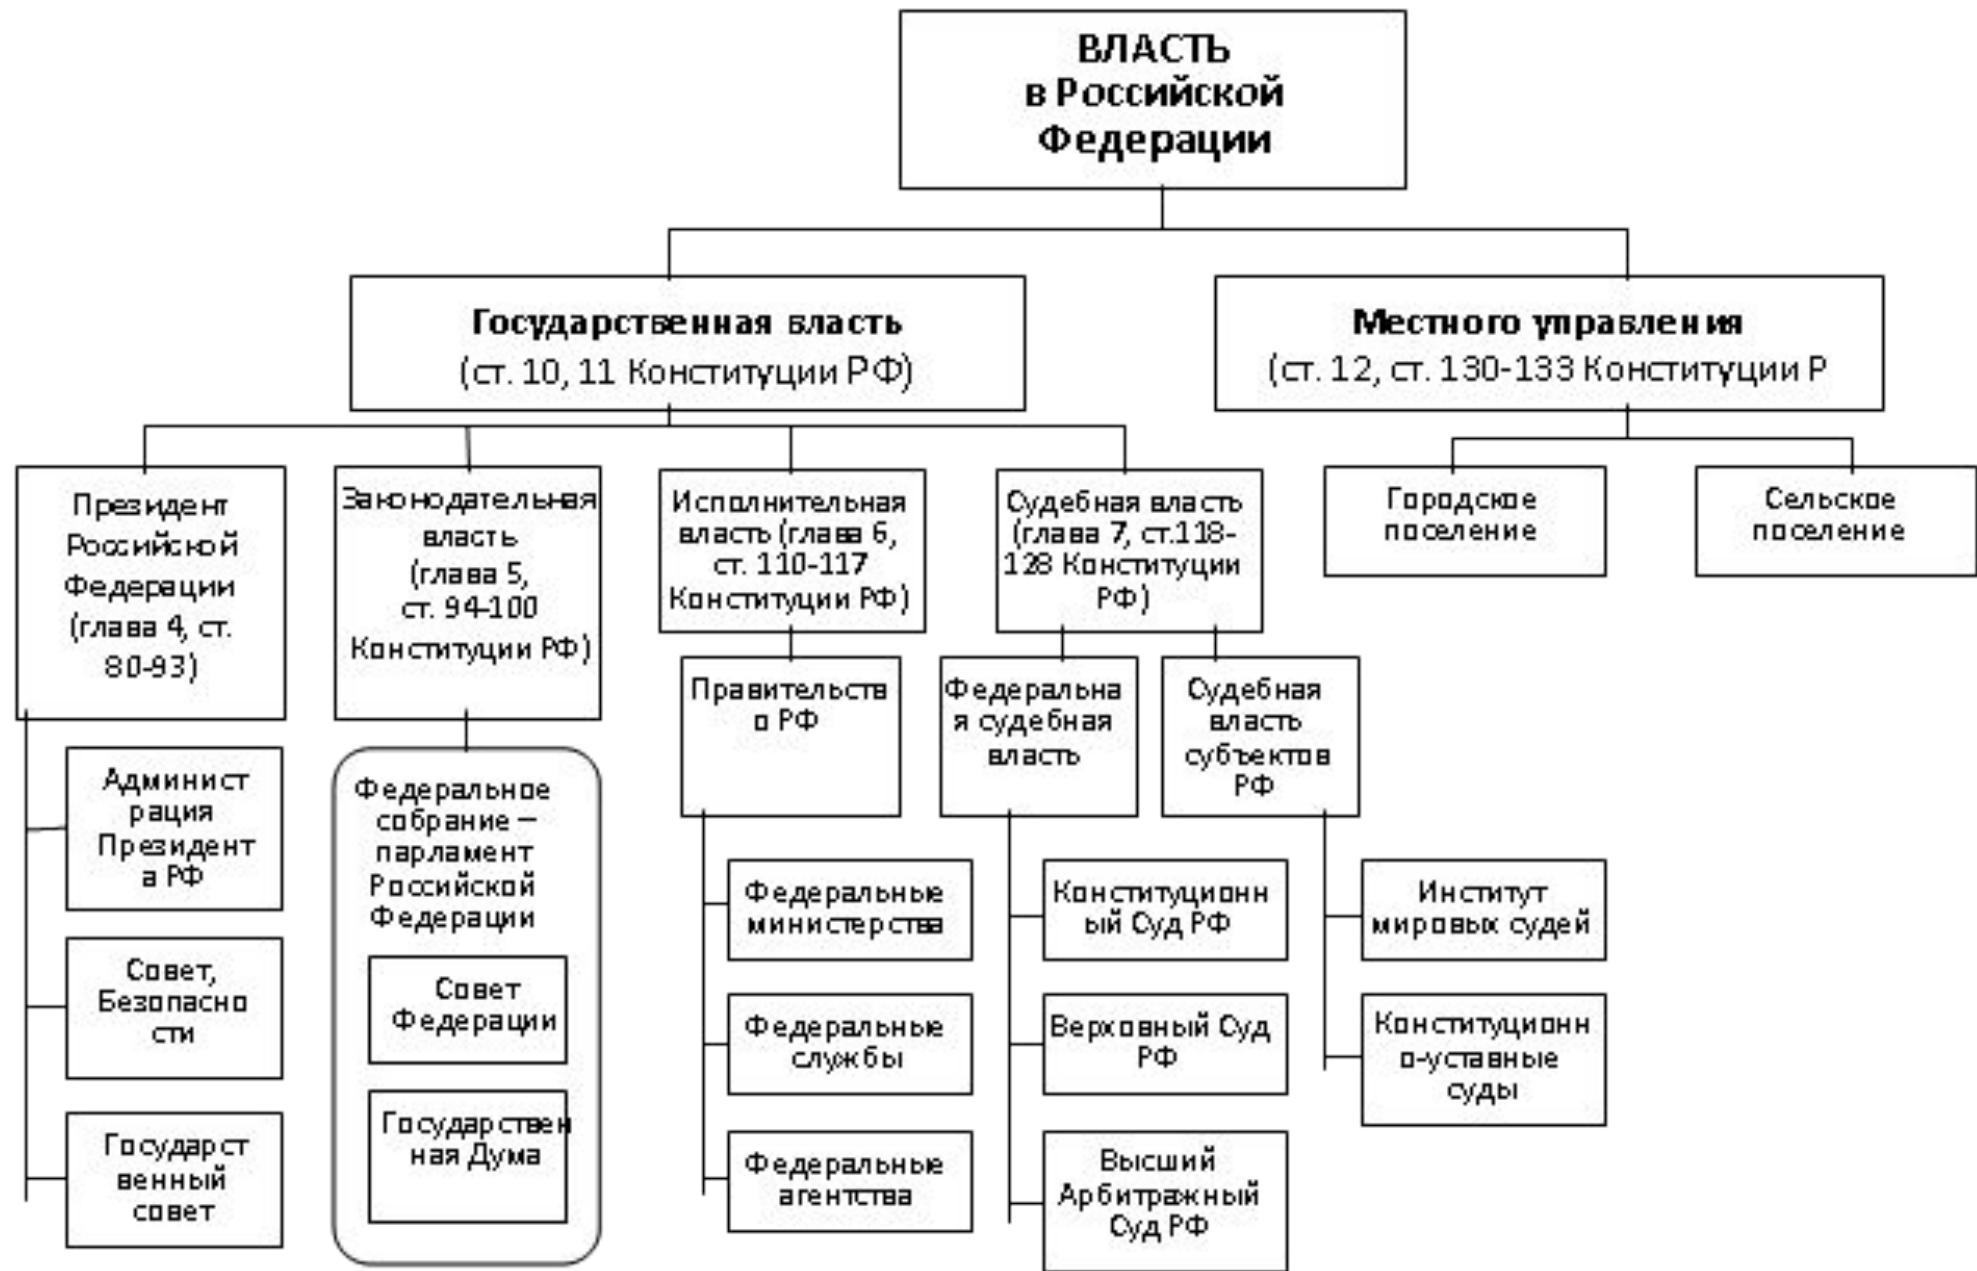 ВЛАСТЬ
в Российской
Федерации
Государственная власть
(ст. 10, 11 Конституции РФ)
Местного управления
(ст. 12, ст. 130-133 Конституции Р
Президент
Российской
Федерации
(глава 4, ст.
80-93)
Законодательная
власть
(глава 5,
ст. 94-100
Конституции РФ)
Исполнительная
власть (глава 6,
ст. 110-117
Конституции РФ)
Судебная власть
(глава 7, ст.118-
128 Конституции
РФ)
Городское
поселение
Сельское
поселение
Правительств
о РФ
Федеральна
я судебная
власть
Судебная
власть
субъектов
РФ
Админист
рация
Президент
а РФ
Совет,
Безопасно
сти
Государст
венный
совет
Федеральное
собрание –
парламент
Российской
Федерации
Совет
Федерации
Государствен
ная Дума
Федеральные
министерства
Федеральные
службы
Федеральные
агентства
Конституционн
ый Суд РФ
Верховный Суд
РФ
Высший
Арбитражный
Суд РФ
Институт
мировых судей
Конституционн
о-уставные
суды